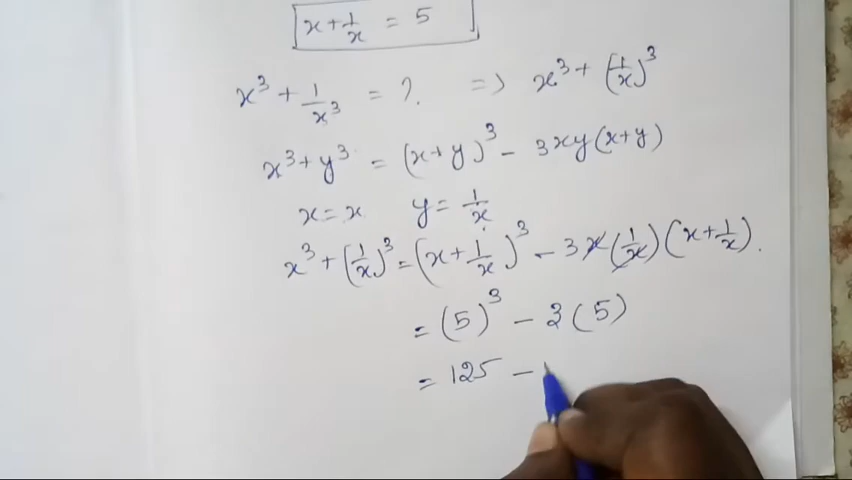 x + 1/x = 5
x³ + 1/x³ = ? => x³ + (1/x)³
x³ + y³ = (x+y)³ - 3xy(x+y)
x = x y = 1/x
x³ + (1/x)³ = (x + 1/x)³ - 3x(1/x)(x + 1/x).
= (5)³ - 3(5)
= 125 -